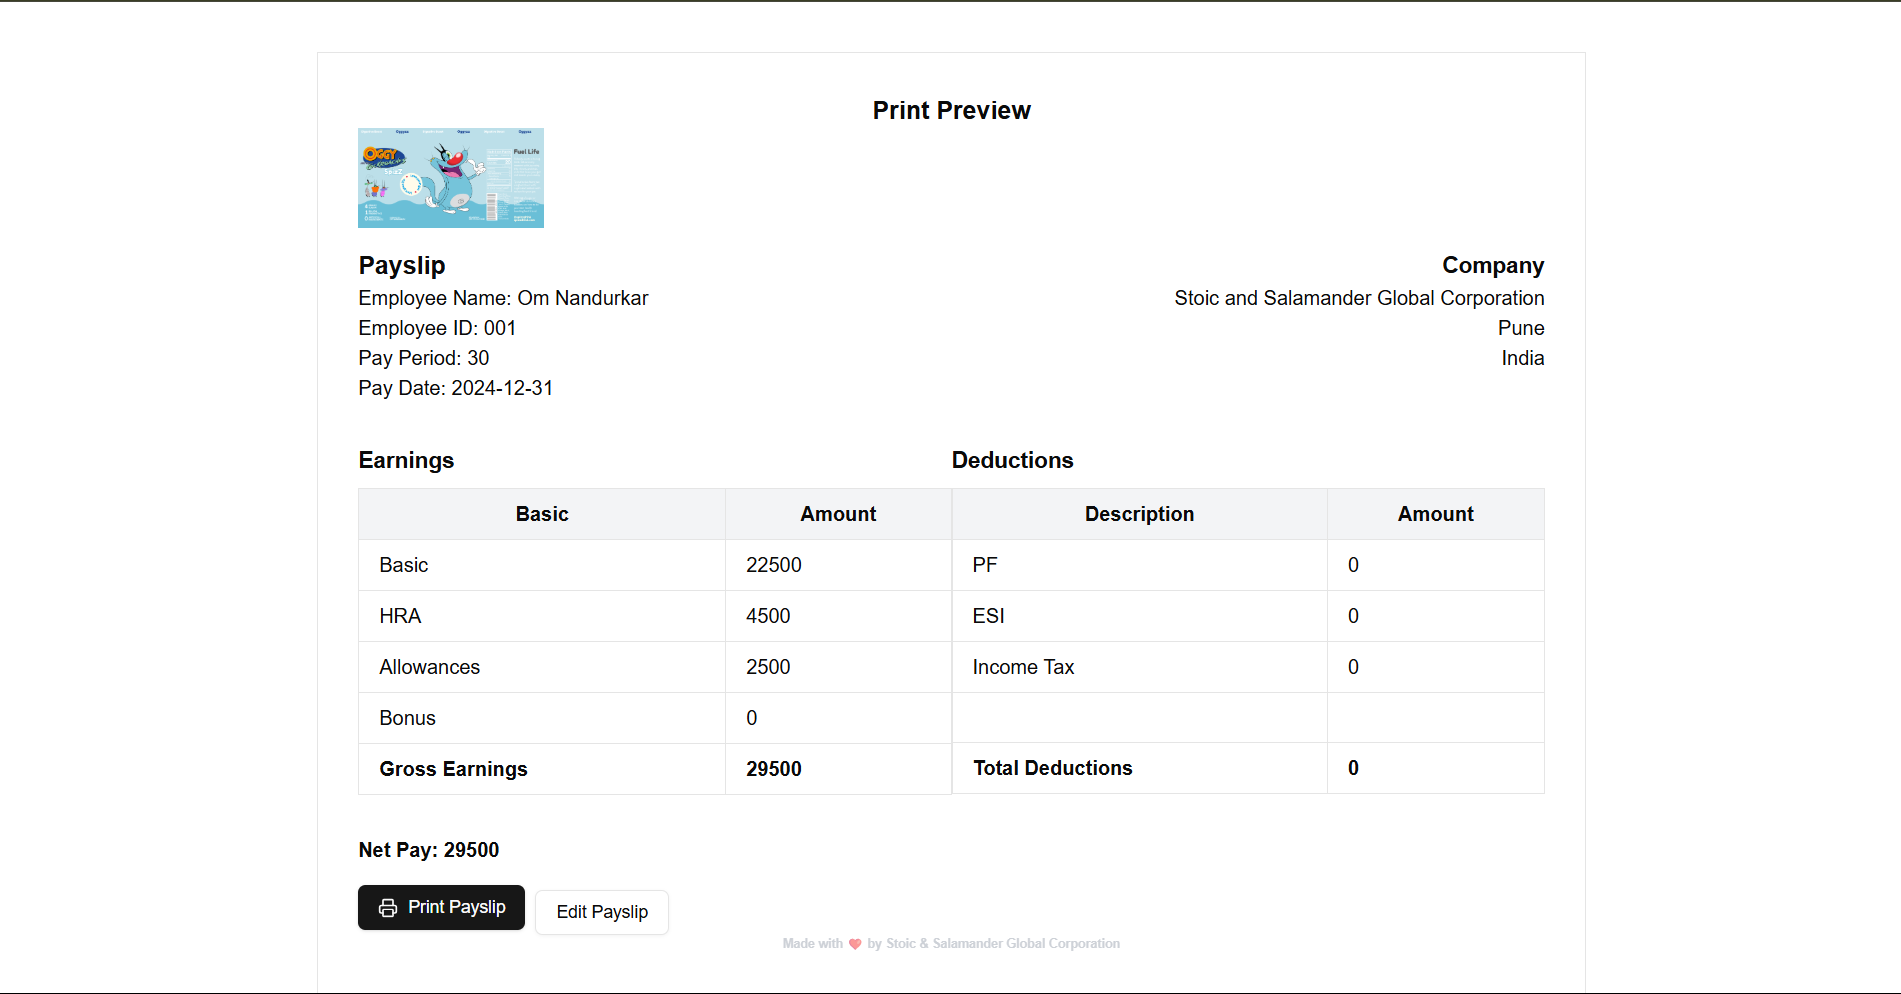 Print Preview
OGGY
Fuel Life
Payslip
Employee Name: Om Nandurkar
Employee ID: 001
Pay Period: 30
Pay Date: 2024-12-31
Company
Stoic and Salamander Global Corporation
Pune
India
Earnings
Basic Amount
Basic 22500
HRA 4500
Allowances 2500
Bonus 0
Gross Earnings 29500
Deductions
Description Amount
PF 0
ESI 0
Income Tax 0
Total Deductions 0
Net Pay: 29500
Print Payslip
Edit Payslip
Made with ❤ by Stoic & Salamander Global Corporation